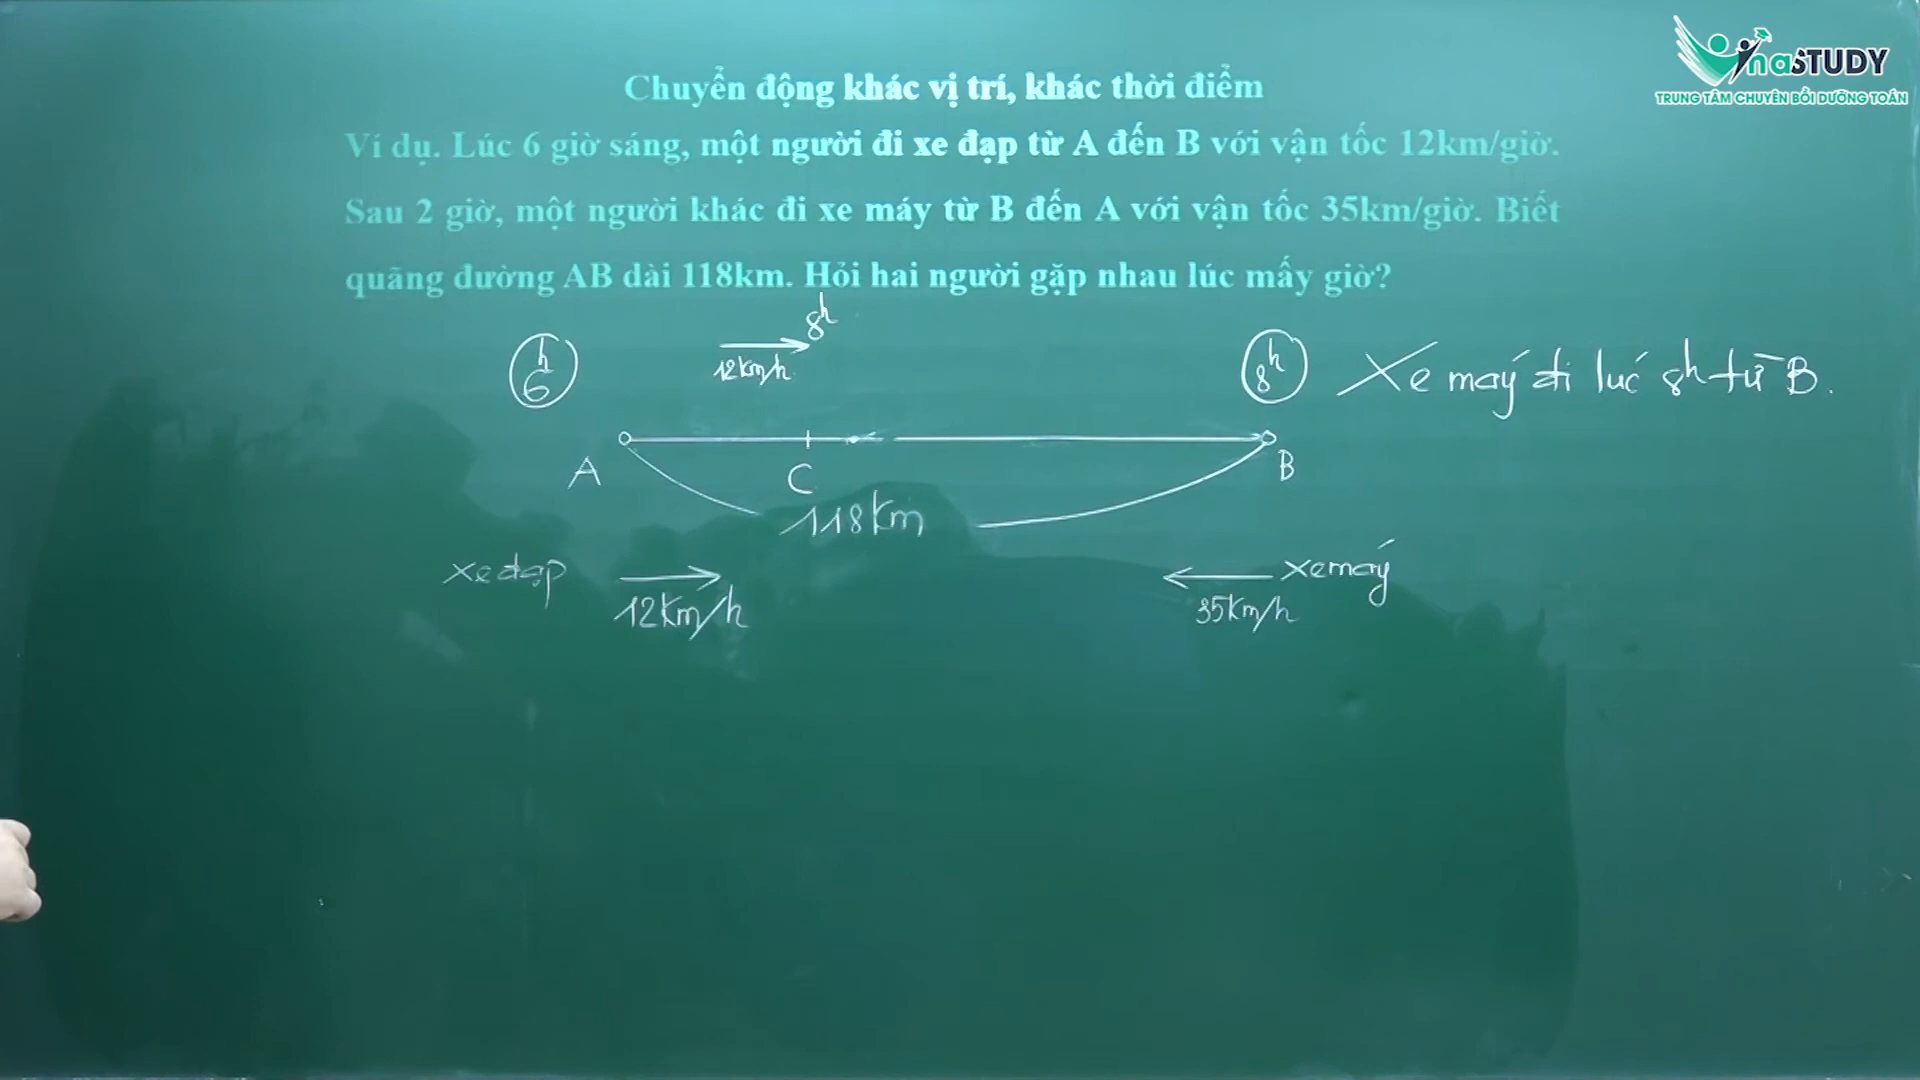 VinaSTUDY
TRUNG TÂM CHUYÊN BỒI DƯỠNG TOÁN
Chuyển động khác vị trí, khác thời điểm
Ví dụ. Lúc 6 giờ sáng, một người đi xe đạp từ A đến B với vận tốc 12km/giờ.
Sau 2 giờ, một người khác đi xe máy từ B đến A với vận tốc 35km/giờ. Biết
quãng đường AB dài 118km. Hỏi hai người gặp nhau lúc mấy giờ?
8h
12km/h
6h
8h
Xe máy đi lúc 8h từ B.
A
C
B
118km
xe đạp
12km/h
xe máy
35km/h